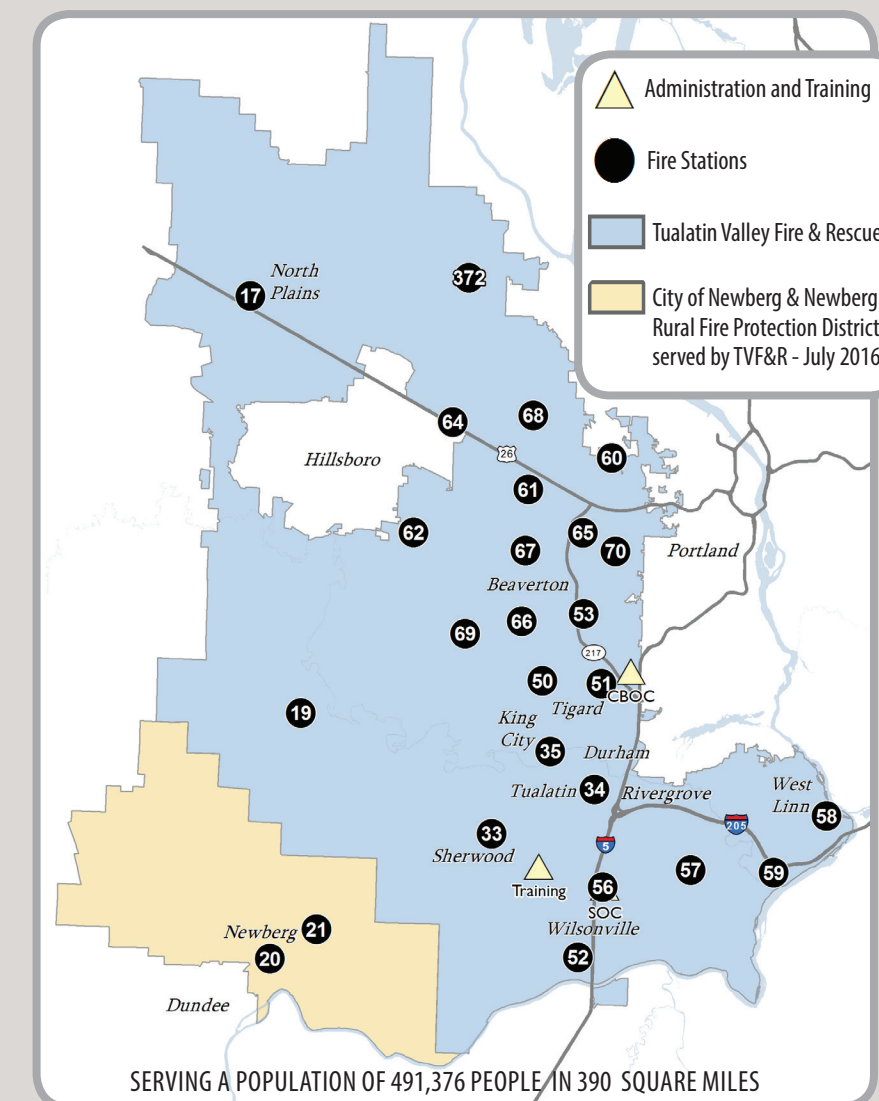 Administration and Training
Fire Stations
Tualatin Valley Fire & Rescue
City of Newberg & Newberg
Rural Fire Protection District
served by TVF&R - July 2016
North
Plains
17
372
64
68
Hillsboro
26
60
61
62
65
67
70
Portland
Beaverton
53
66
69
217
50
51
CBOC
Tigard
19
King
City
35
Durham
Tualatin
34
Rivergrove
West
Linn
58
205
33
Sherwood
5
57
59
Training
56
SOC
Newberg
21
Wilsonville
20
52
Dundee
SERVING A POPULATION OF 491,376 PEOPLE IN 390 SQUARE MILES